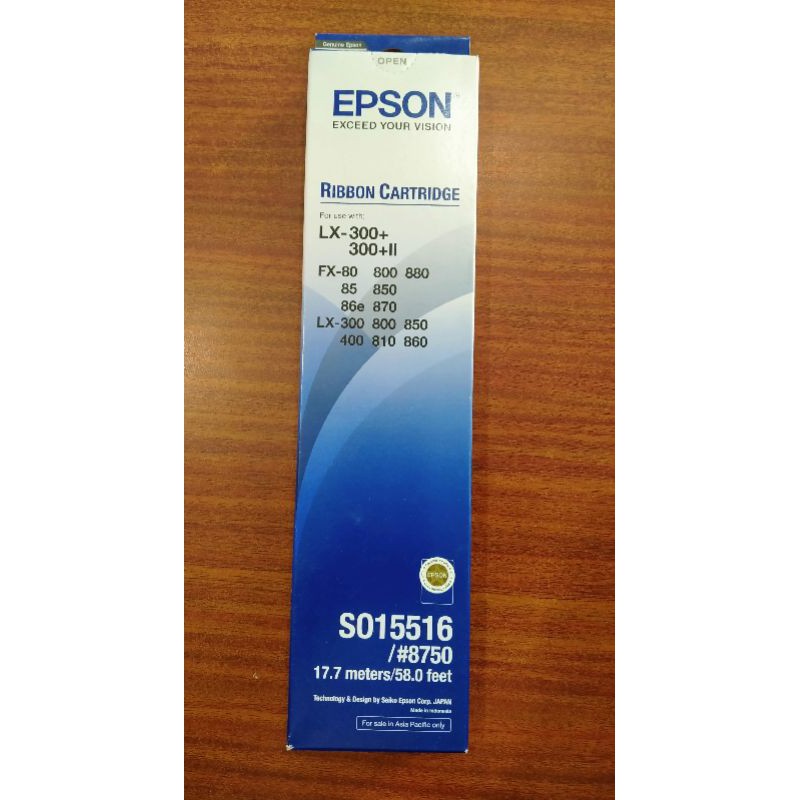 Genuine Epson
OPEN
EPSON
EXCEED YOUR VISION
RIBBON CARTRIDGE
For use with:
LX-300+
300+II
FX-80 800 880
85 850
86e 870
LX-300 800 850
400 810 860
EPSON
SO15516
/#8750
17.7 meters/58.0 feet
Technology & Design by Seiko Epson Corp. JAPAN
Made in Indonesia
For sale in Asia Pacific only